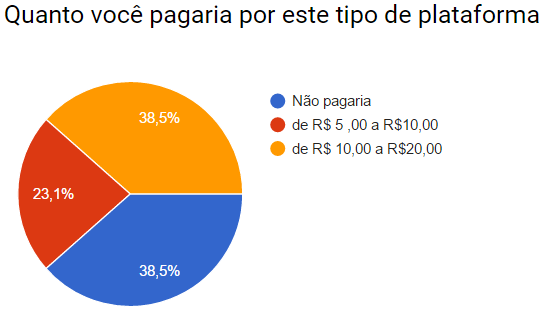 Quanto você pagaria por este tipo de plataforma
38,5%
Não pagaria
de R$ 5 ,00 a R$10,00
de R$ 10,00 a R$20,00
23,1%
38,5%